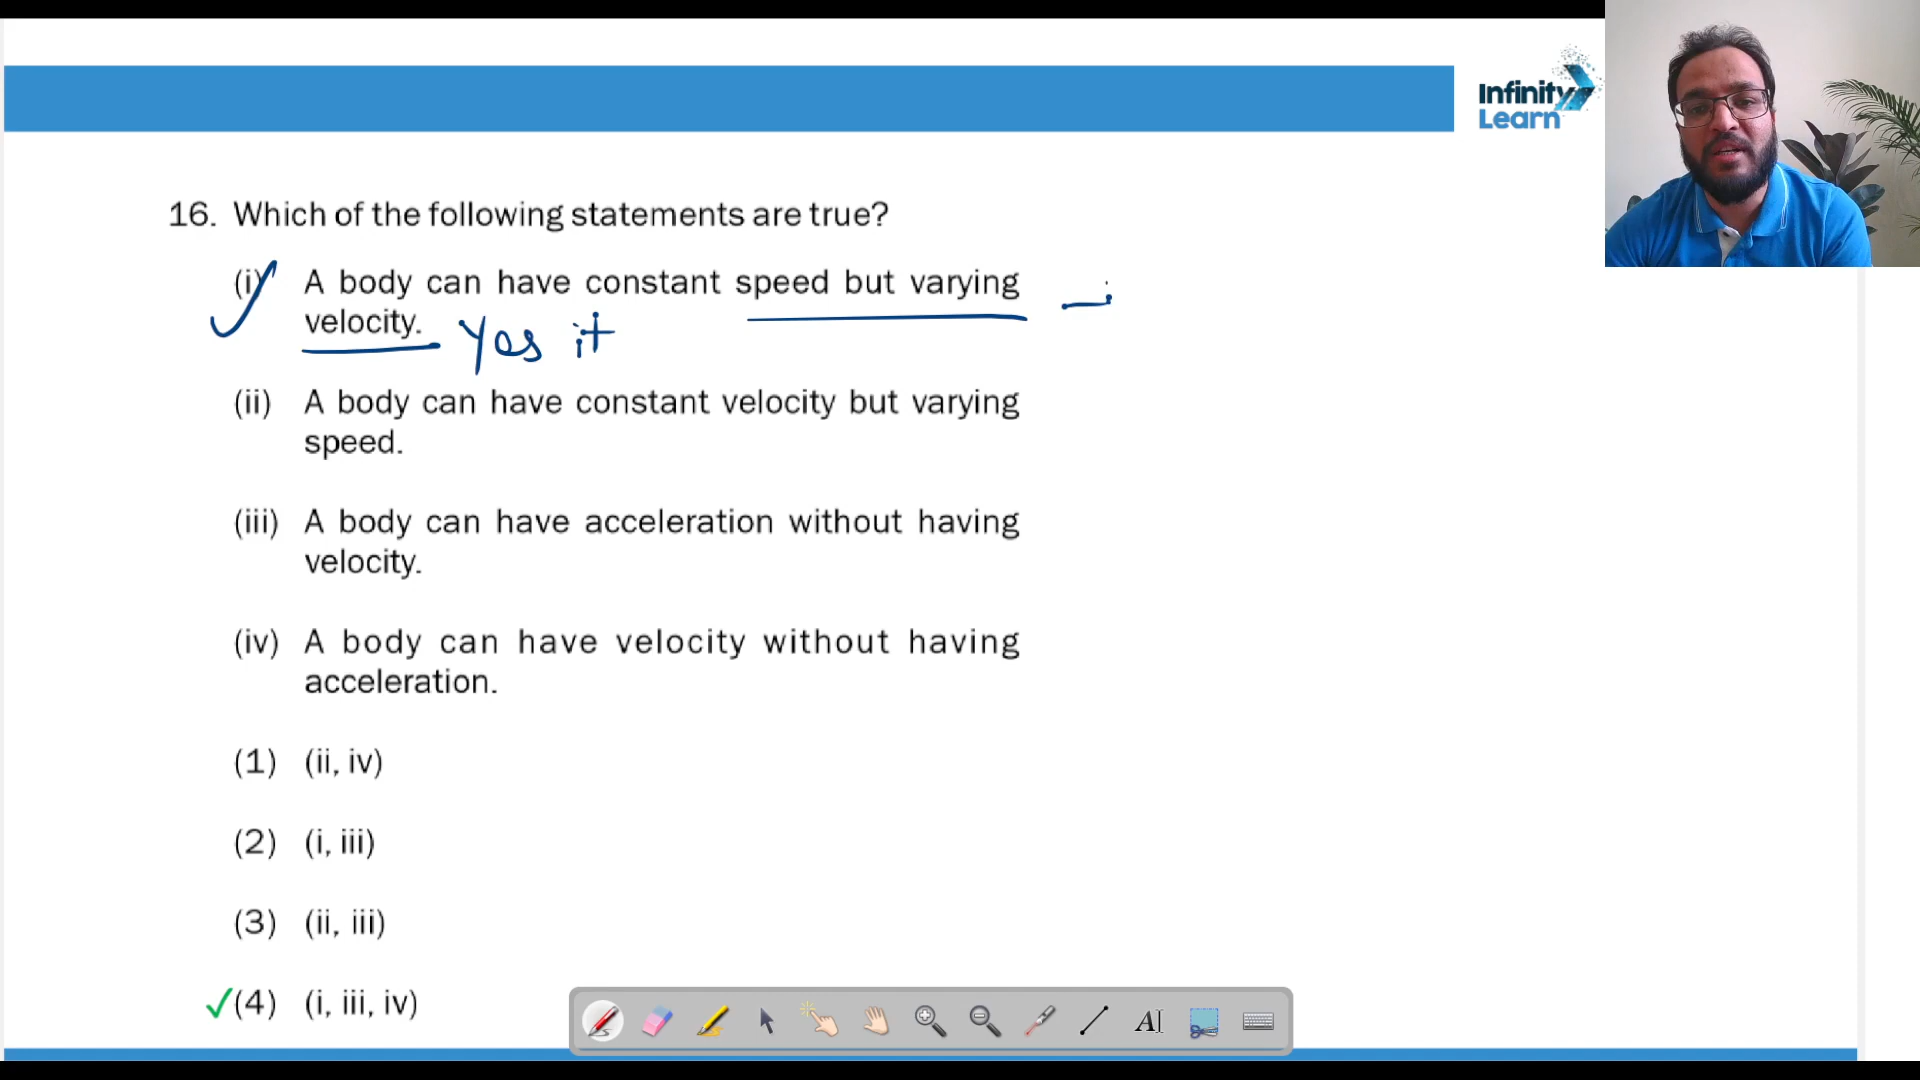 Infinity
Learn
16. Which of the following statements are true?
(i) A body can have constant speed but varying
velocity. Yes it
(ii) A body can have constant velocity but varying
speed.
(iii) A body can have acceleration without having
velocity.
(iv) A body can have velocity without having
acceleration.
(1) (ii, iv)
(2) (i, iii)
(3) (ii, iii)
(4) (i, iii, iv)
AI